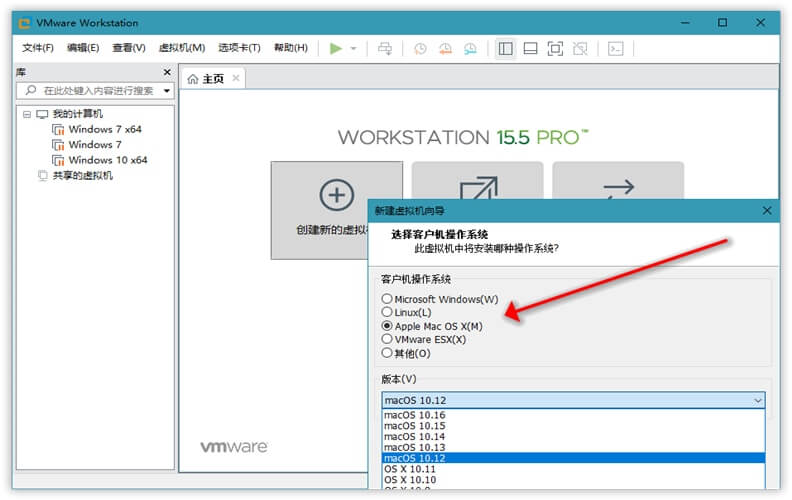 VMware Workstation
文件(F) 编辑(E) 查看(V) 虚拟机(M) 选项卡(T) 帮助(H)
库
在此处键入内容进行搜索
我的计算机
Windows 7 x64
Windows 7
Windows 10 x64
共享的虚拟机
主页
WORKSTATION 15.5 PRO™
创建新的虚拟
vmware
新建虚拟机向导
选择客户机操作系统
此虚拟机中将安装哪种操作系统?
客户机操作系统
Microsoft Windows(W)
Linux(L)
Apple Mac OS X(M)
VMware ESX(X)
其他(O)
版本(V)
macOS 10.12
macOS 10.16
macOS 10.15
macOS 10.14
macOS 10.13
macOS 10.12
OS X 10.11
OS X 10.10